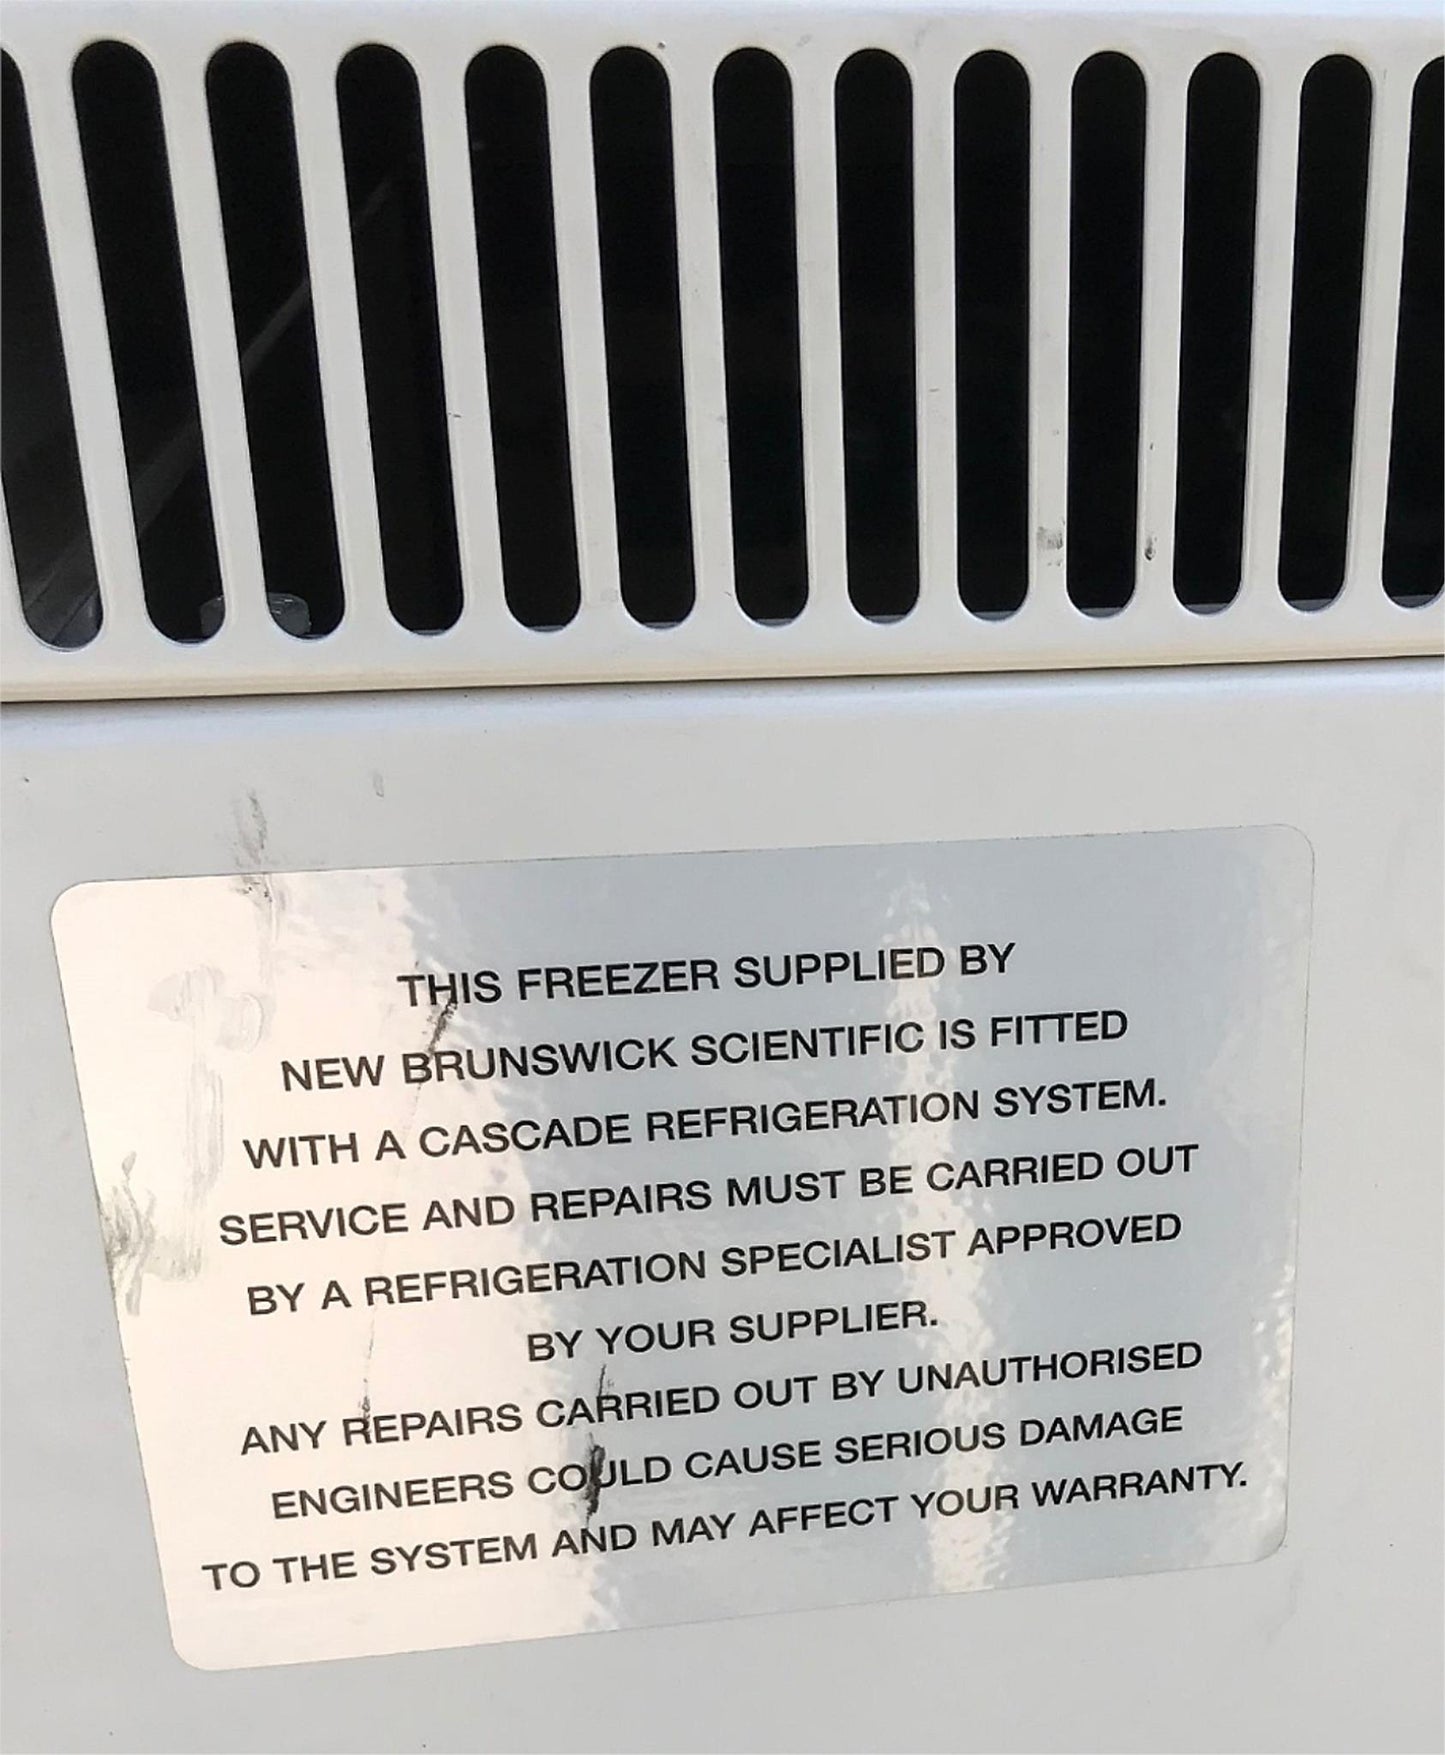 THIS FREEZER SUPPLIED BY
NEW BRUNSWICK SCIENTIFIC IS FITTED
WITH A CASCADE REFRIGERATION SYSTEM.
SERVICE AND REPAIRS MUST BE CARRIED OUT
BY A REFRIGERATION SPECIALIST APPROVED
BY YOUR SUPPLIER.
ANY REPAIRS CARRIED OUT BY UNAUTHORISED
ENGINEERS COULD CAUSE SERIOUS DAMAGE
TO THE SYSTEM AND MAY AFFECT YOUR WARRANTY.